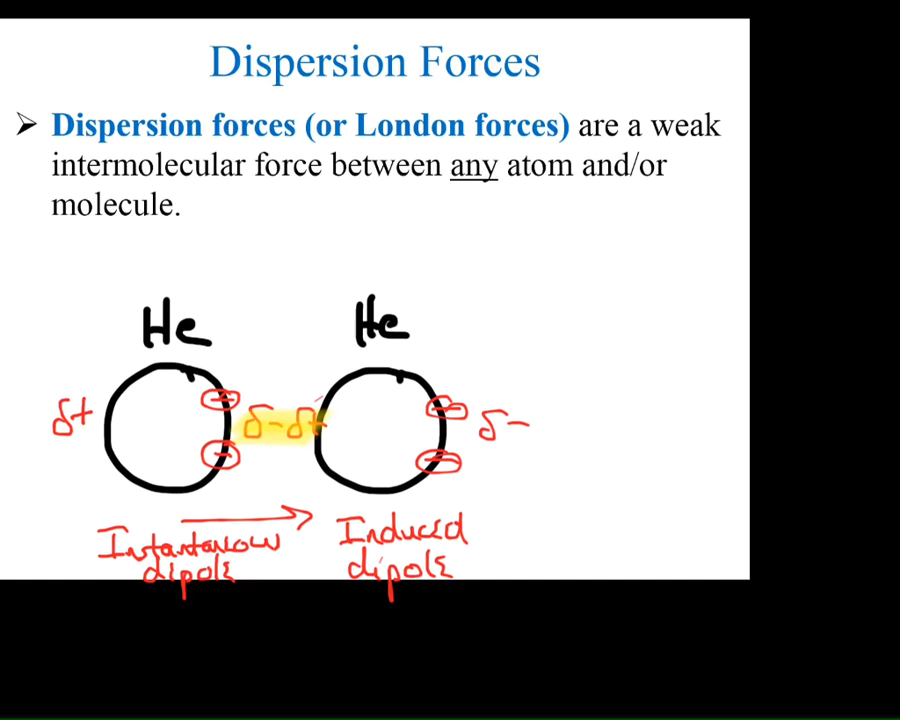 Dispersion Forces
➢ Dispersion forces (or London forces) are a weak
intermolecular force between any atom and/or
molecule.
He He
δ+ δ- δ+ δ-
Induced
dipole
dipole